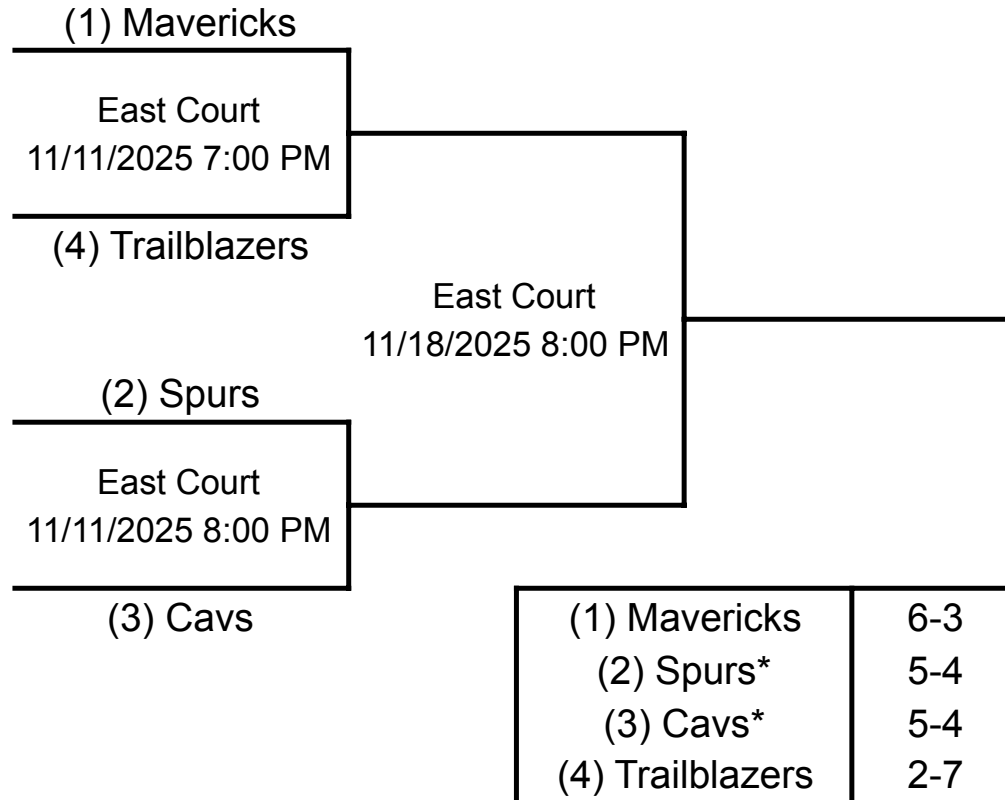 (1) Mavericks
East Court
11/11/2025 7:00 PM
(4) Trailblazers
East Court
11/18/2025 8:00 PM
(2) Spurs
East Court
11/11/2025 8:00 PM
(3) Cavs
(1) Mavericks 6-3
(2) Spurs* 5-4
(3) Cavs* 5-4
(4) Trailblazers 2-7